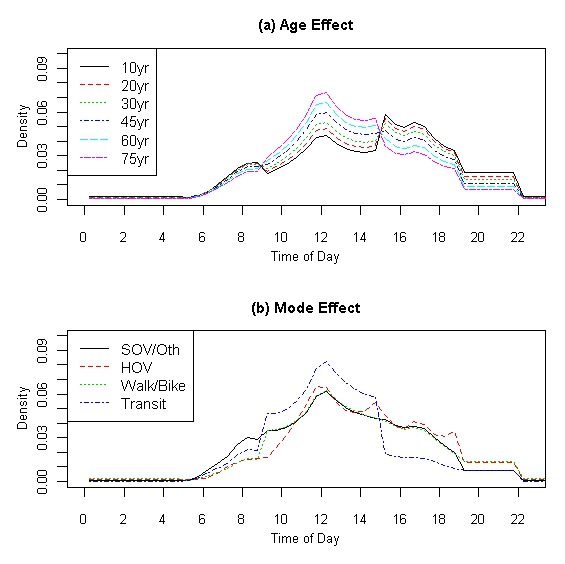 (a) Age Effect
Density
0.00 0.03 0.06 0.09
10yr
20yr
30yr
45yr
60yr
75yr
0 2 4 6 8 10 12 14 16 18 20 22
Time of Day
(b) Mode Effect
Density
0.00 0.03 0.06 0.09
SOV/Oth
HOV
Walk/Bike
Transit
0 2 4 6 8 10 12 14 16 18 20 22
Time of Day